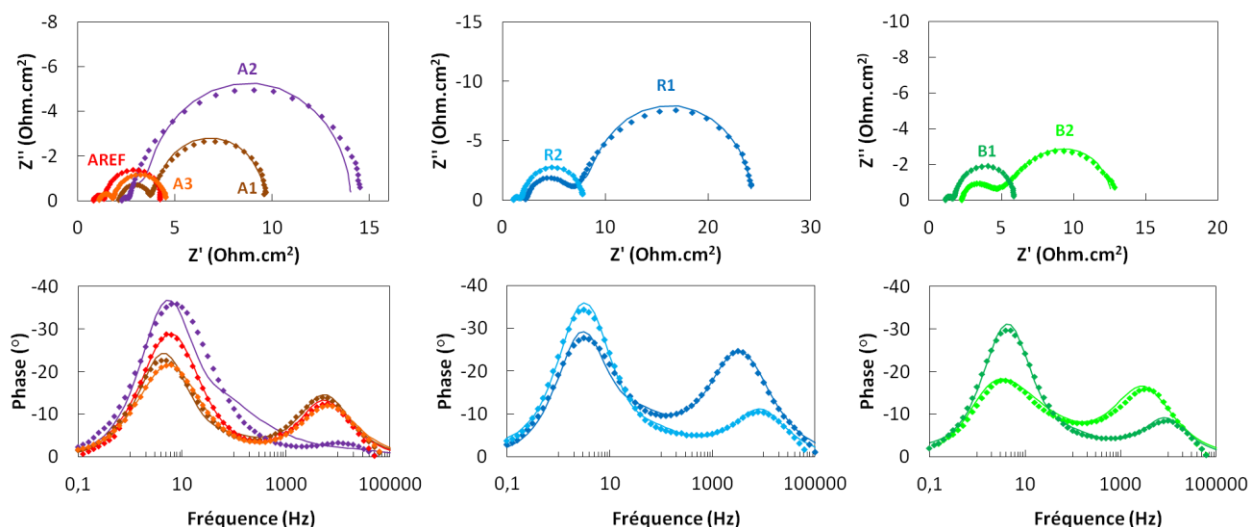 -8
-6
-4
-2
0
Z'' (Ohm.cm²)
A2
AREF
A3
A1
0
5
10
15
Z' (Ohm.cm²)
-15
-10
-5
0
Z'' (Ohm.cm²)
R1
R2
0
10
20
30
Z' (Ohm.cm²)
-10
-8
-6
-4
-2
0
Z'' (Ohm.cm²)
B2
B1
0
5
10
15
20
Z' (Ohm.cm²)
-40
-30
-20
-10
0
Phase (°)
0,1
10
1000
100000
Fréquence (Hz)
-40
-30
-20
-10
0
Phase (°)
0,1
10
1000
100000
Fréquence (Hz)
-40
-30
-20
-10
0
Phase (°)
0,1
10
1000
100000
Fréquence (Hz)